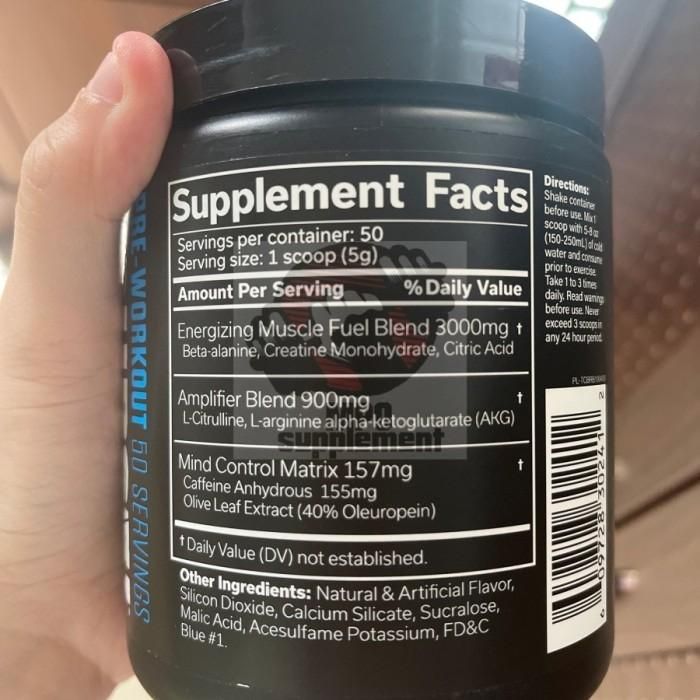 PRE-WORKOUT 50 SERVINGS
Supplement Facts
Servings per container: 50
Serving size: 1 scoop (5g)
Amount Per Serving % Daily Value
Energizing Muscle Fuel Blend 3000mg †
Beta-alanine, Creatine Monohydrate, Citric Acid
Amplifier Blend 900mg †
L-Citrulline, L-arginine alpha-ketoglutarate (AKG)
Mind Control Matrix 157mg †
Caffeine Anhydrous 155mg
Olive Leaf Extract (40% Oleuropein)
† Daily Value (DV) not established.
Other Ingredients: Natural & Artificial Flavor,
Silicon Dioxide, Calcium Silicate, Sucralose,
Malic Acid, Acesulfame Potassium, FD&C
Blue #1.
Directions:
Shake container
before use. Mix 1
scoop with 5-8 oz
(150-250mL) of cold
water and consume
prior to exercise.
Take 1 to 3 times
daily. Read warnings
before use. Never
exceed 3 scoops in
any 24 hour period.
supplement